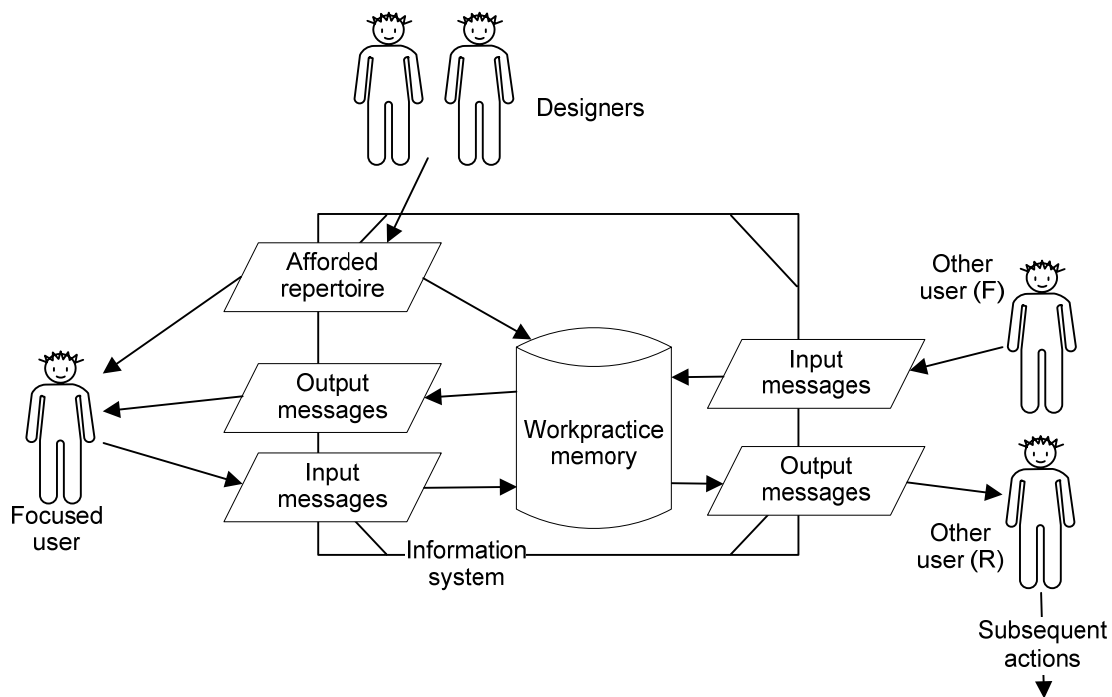 Designers
Afforded
repertoire
Other
user (F)
Input
messages
Output
messages
Workpractice
memory
Input
messages
Output
messages
Focused
user
Other
user (R)
Information
system
Subsequent
actions